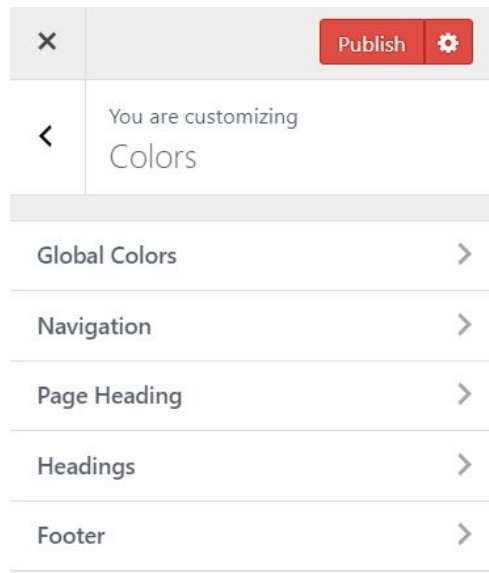 Publish
You are customizing
Colors
Global Colors
Navigation
Page Heading
Headings
Footer